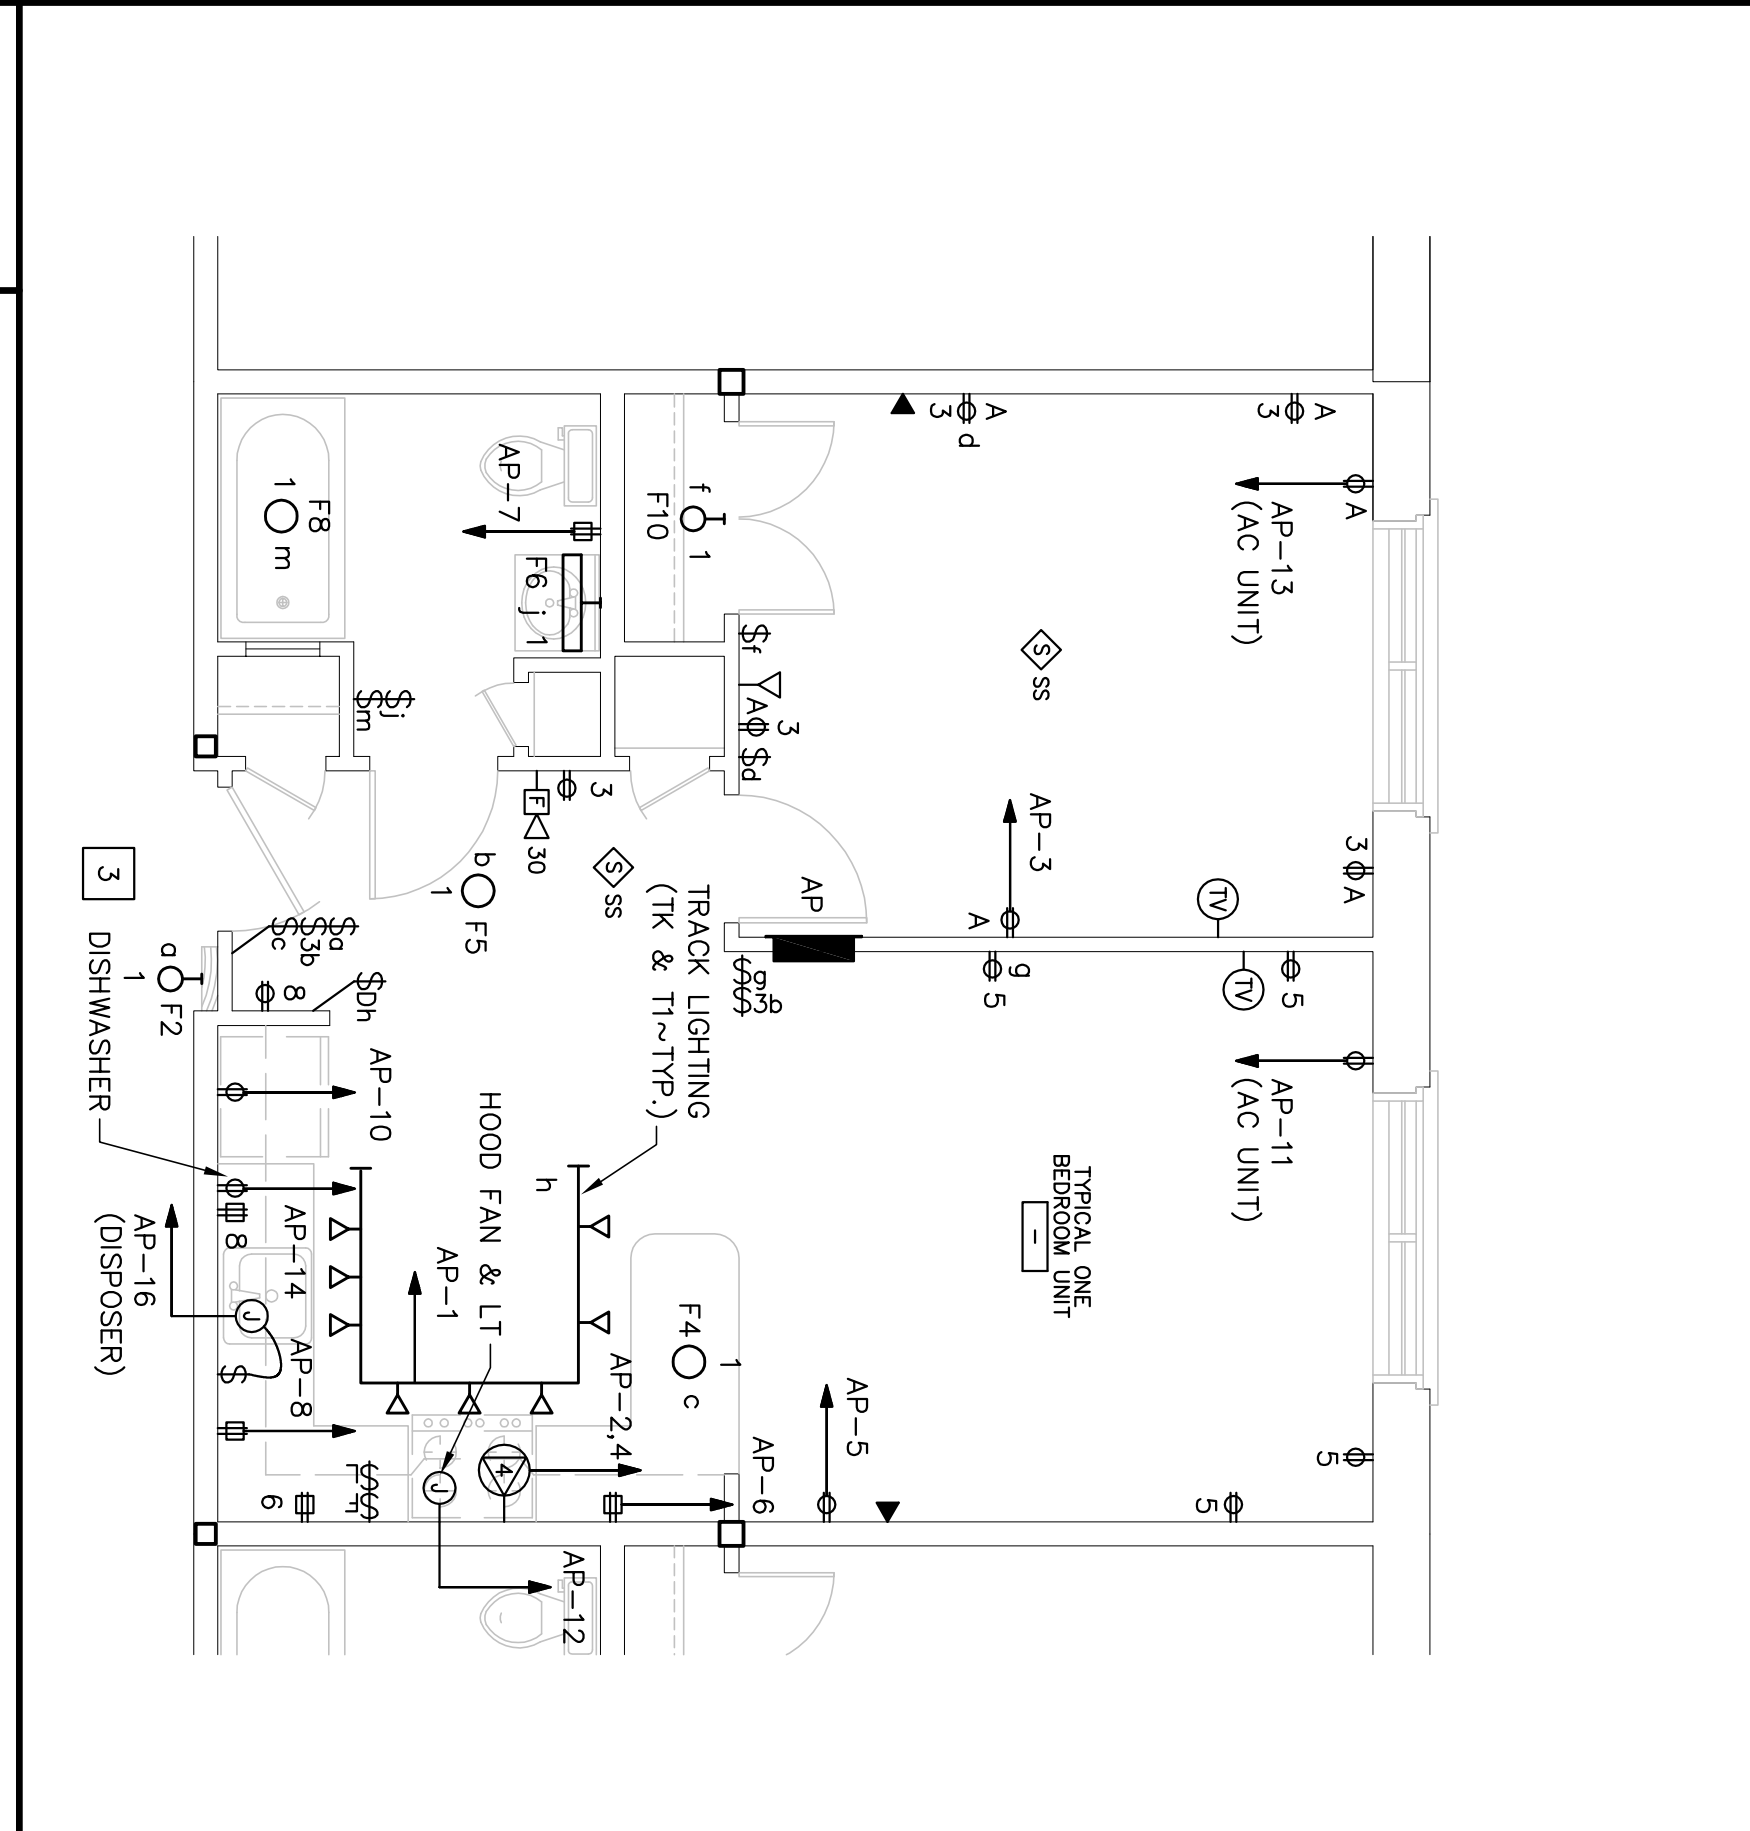 A
3
d
A
3
A
AP-13
(AC UNIT)
AP-7
F8
1
m
f
F10
1
F6
j
1
$f
S
SS
A
3
$d
$j
$m
3
F
30
S
SS
b
F5
1
AP
AP-3
A
TV
3
A
3
$a
$3b
$c
8
$Dh
a
F2
1
DISHWASHER
TRACK LIGHTING
(TK & T1~TYP.)
$g
$3b
g
5
TV
5
AP-11
(AC UNIT)
AP-10
HOOD FAN & LT
h
TYPICAL ONE
BEDROOM UNIT
-
AP-14
8
AP-16
(DISPOSER)
J
$
AP-8
AP-1
F4
1
c
AP-2,4
AP-6
AP-5
5
5
6
$F
$L
J
4
AP-12